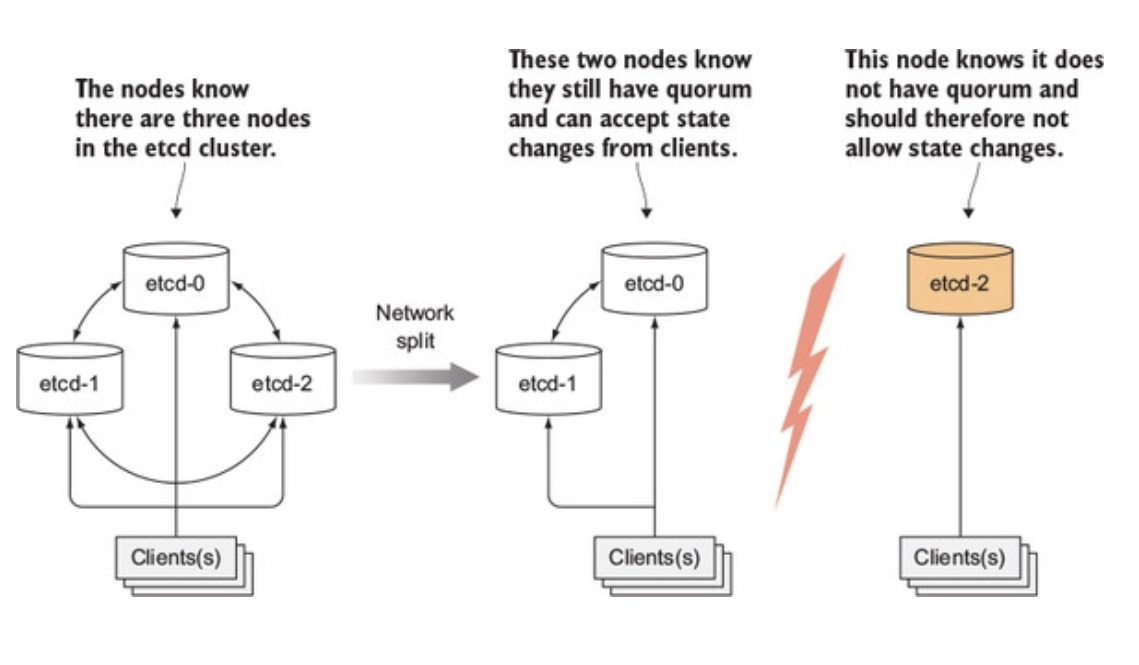 The nodes know
there are three nodes
in the etcd cluster.
etcd-0
etcd-1
etcd-2
Clients(s)
Network
split
These two nodes know
they still have quorum
and can accept state
changes from clients.
etcd-0
etcd-1
Clients(s)
This node knows it does
not have quorum and
should therefore not
allow state changes.
etcd-2
Clients(s)